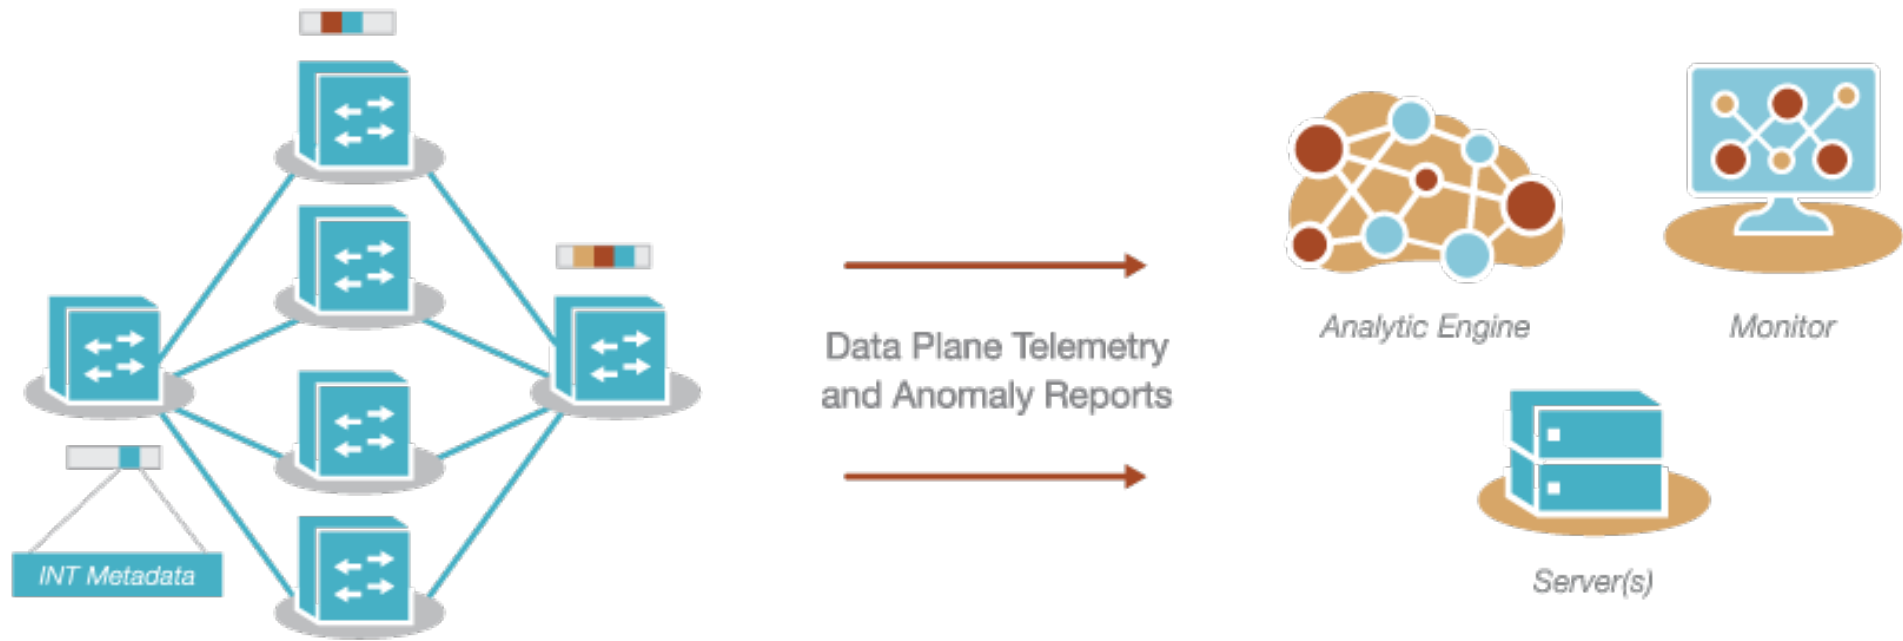 INT Metadata
Data Plane Telemetry
and Anomaly Reports
Analytic Engine
Monitor
Server(s)